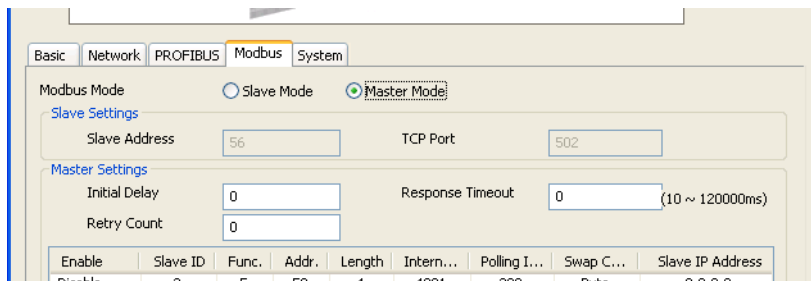 Basic Network PROFIBUS Modbus System
Modbus Mode Slave Mode Master Mode
Slave Settings
Slave Address 56 TCP Port 502
Master Settings
Initial Delay 0 Response Timeout 0 (10 ~ 120000ms)
Retry Count 0
Enable Slave ID Func. Addr. Length Intern... Polling I... Swap C... Slave IP Address